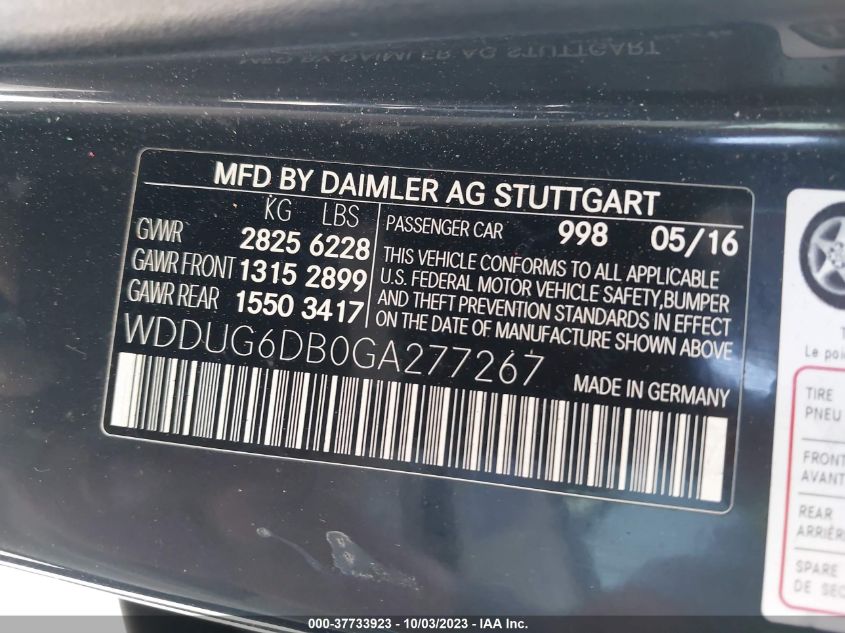 MFD BY DAIMLER AG STUTTGART
KG LBS
GVWR 2825 6228
GAWR FRONT 1315 2899
GAWR REAR 1550 3417
PASSENGER CAR 998 05/16
THIS VEHICLE CONFORMS TO ALL APPLICABLE
U.S. FEDERAL MOTOR VEHICLE SAFETY,BUMPER
AND THEFT PREVENTION STANDARDS IN EFFECT
ON THE DATE OF MANUFACTURE SHOWN ABOVE
WDDUG6DB0GA277267
MADE IN GERMANY
Le
TIRE
PNEU
FRONT
AVANT
REAR
ARRIÈRE
SPARE
DE
000-37733923 - 10/03/2023 - IAA Inc.